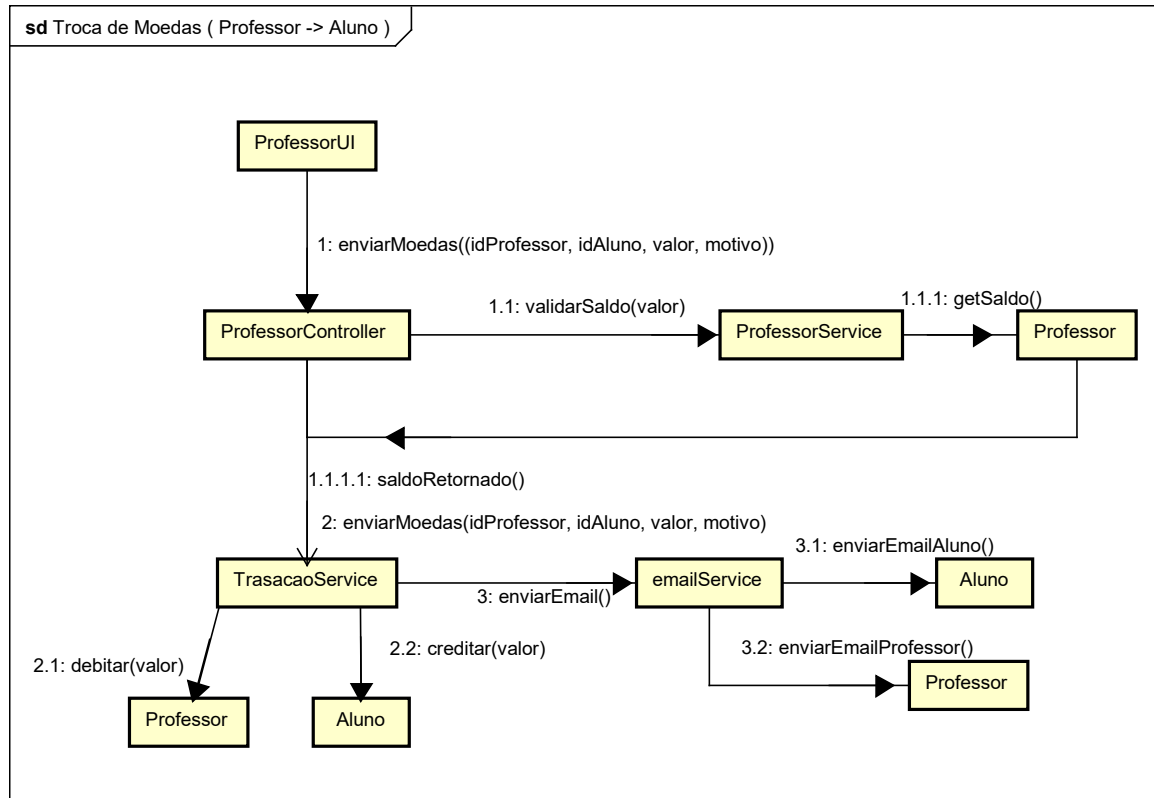 sd Troca de Moedas ( Professor -> Aluno )
ProfessorUI
1: enviarMoedas((idProfessor, idAluno, valor, motivo))
1.1: validarSaldo(valor)
1.1.1: getSaldo()
ProfessorController
ProfessorService
Professor
1.1.1.1: saldoRetornado()
2: enviarMoedas(idProfessor, idAluno, valor, motivo)
3.1: enviarEmailAluno()
TrasacaoService
3: enviarEmail()
emailService
Aluno
2.1: debitar(valor)
2.2: creditar(valor)
3.2: enviarEmailProfessor()
Professor
Professor
Aluno